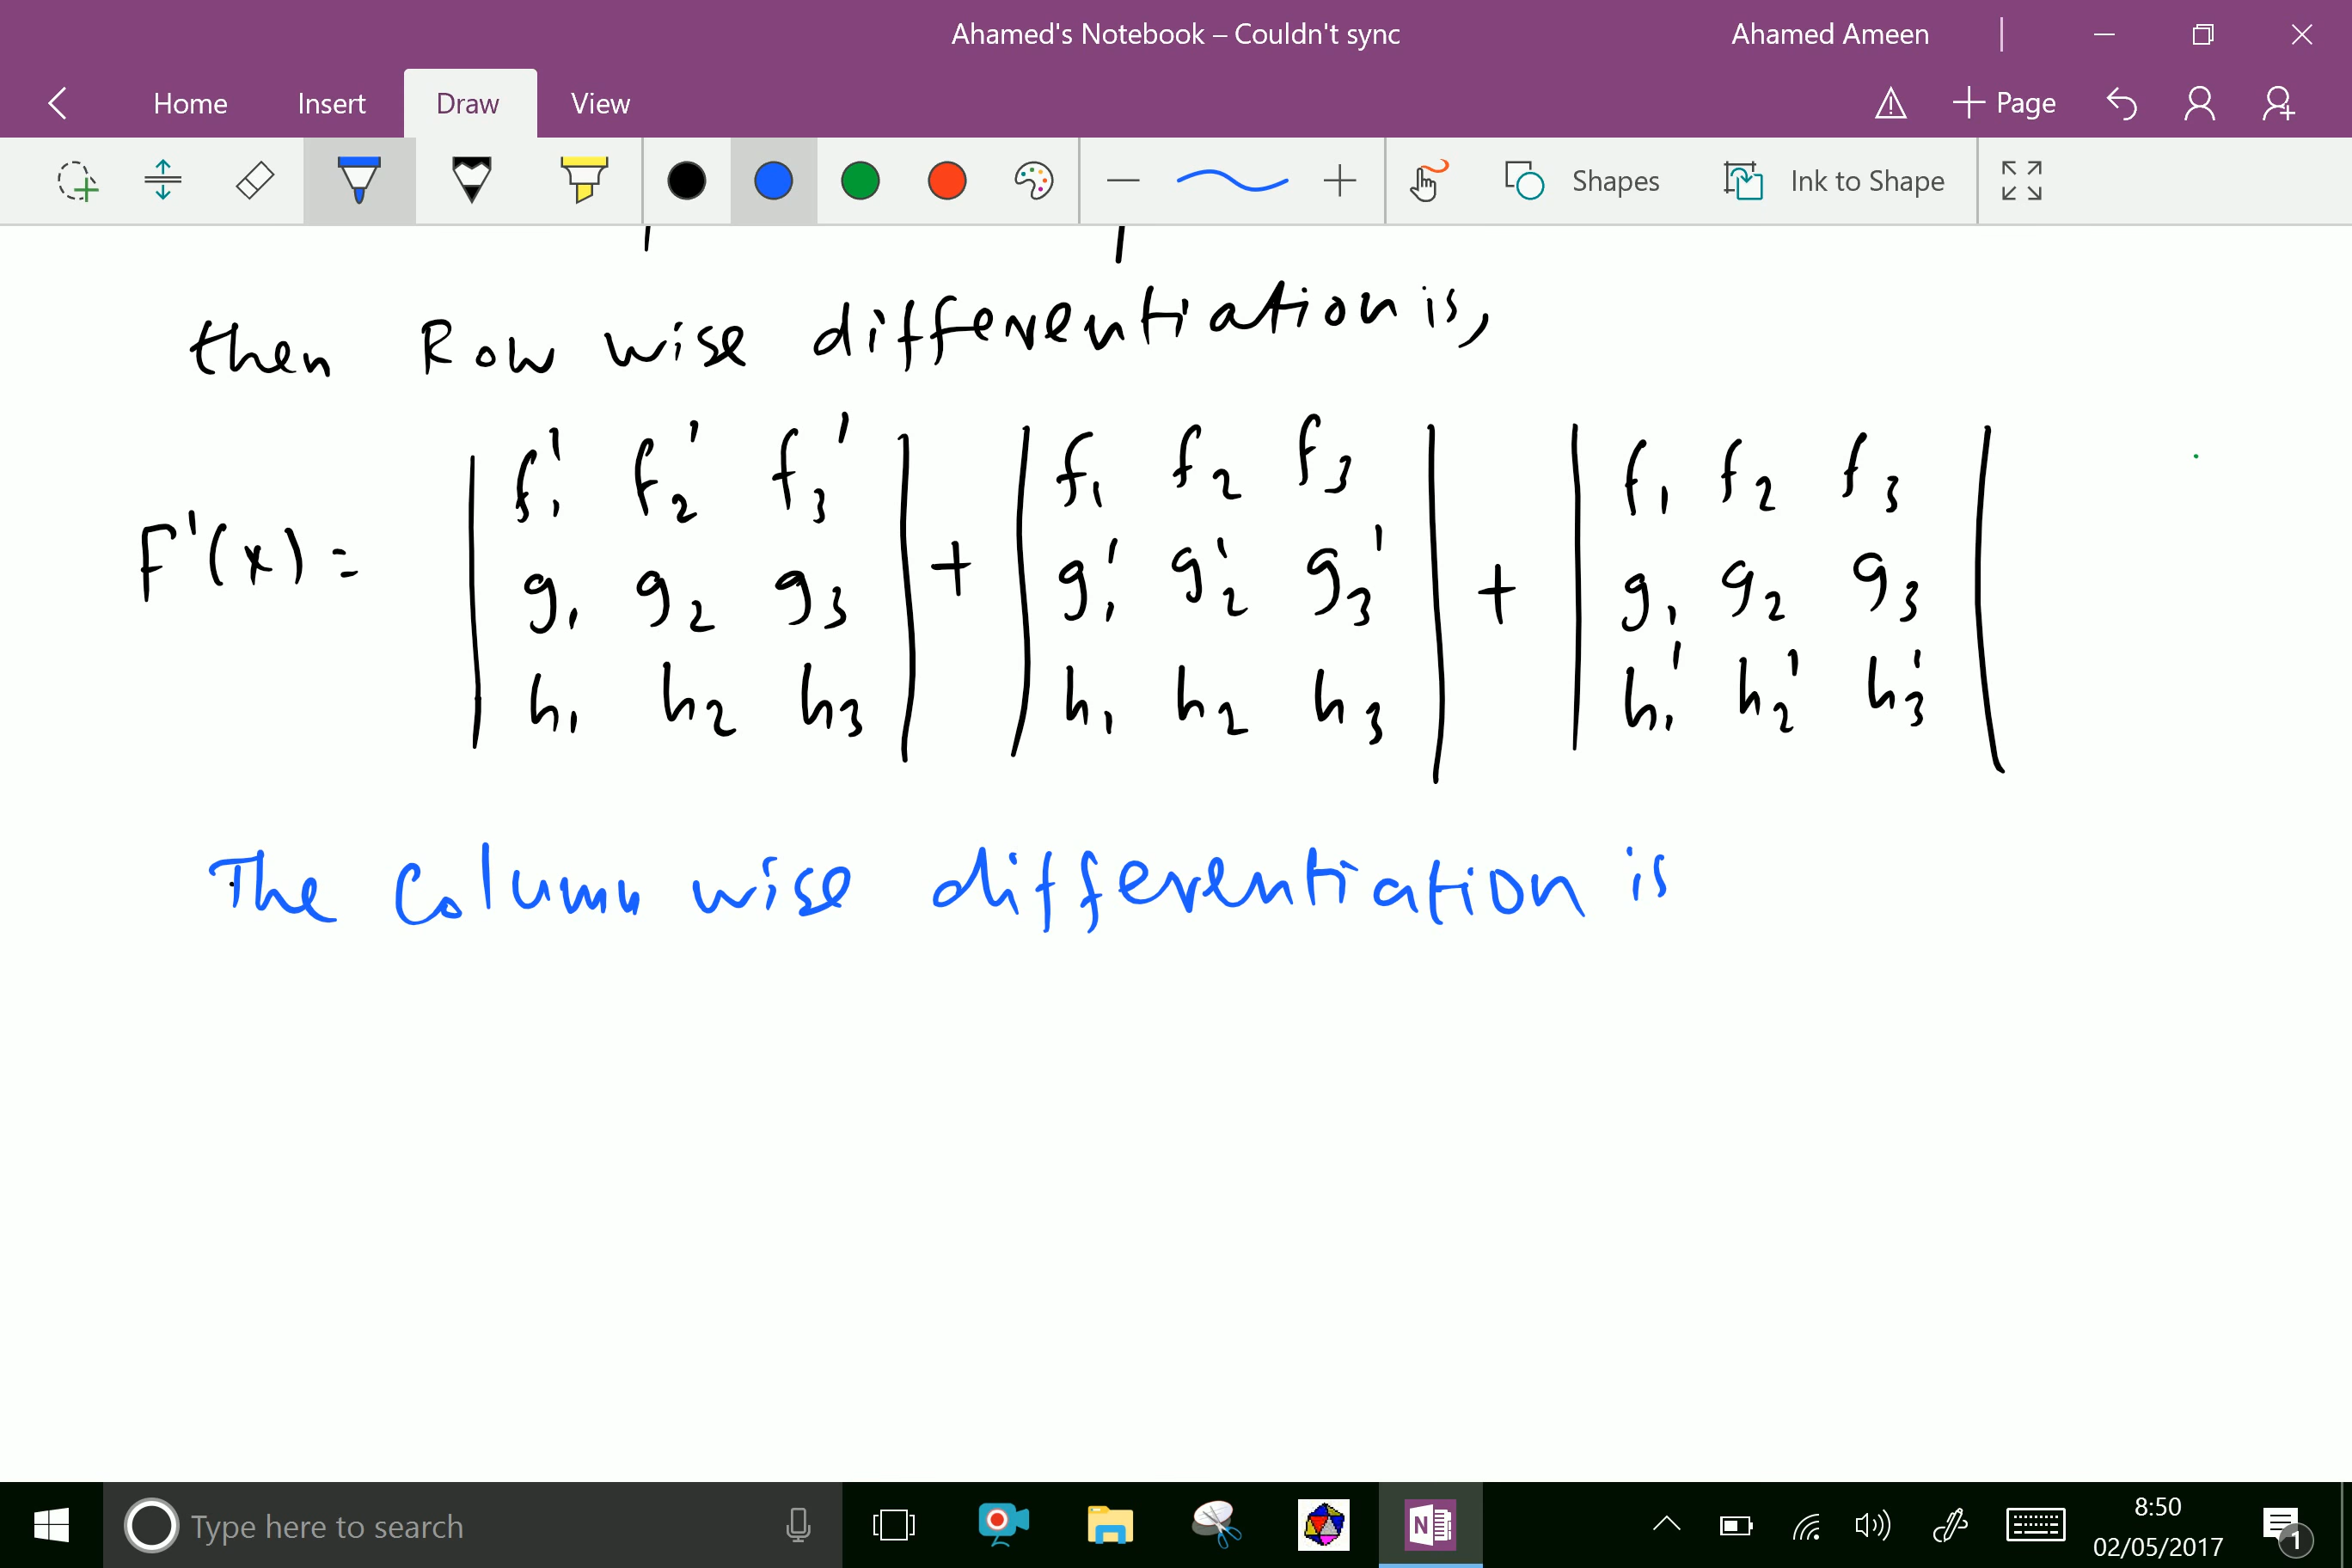 Ahamed's Notebook – Couldn't sync
Ahamed Ameen
Home Insert Draw View
Page
Shapes Ink to Shape
then Row wise differentiation is,
F'(x) = | f₁' f₂' f₃' | + | f₁ f₂ f₃ | + | f₁ f₂ f₃ |
| g₁ g₂ g₃ | | g₁' g₂' g₃' | | g₁ g₂ g₃ |
| h₁ h₂ h₃ | | h₁ h₂ h₃ | | h₁' h₂' h₃' |
The Column wise differentiation is
Type here to search
N
8:50
02/05/2017
1